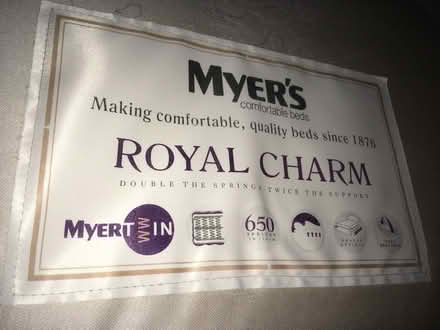 MYER'S
comfortable beds
Making comfortable, quality beds since 1876
ROYAL CHARM
DOUBLE THE SPRINGS TWICE THE SUPPORT
MYERTWIN
650
SPRINGS